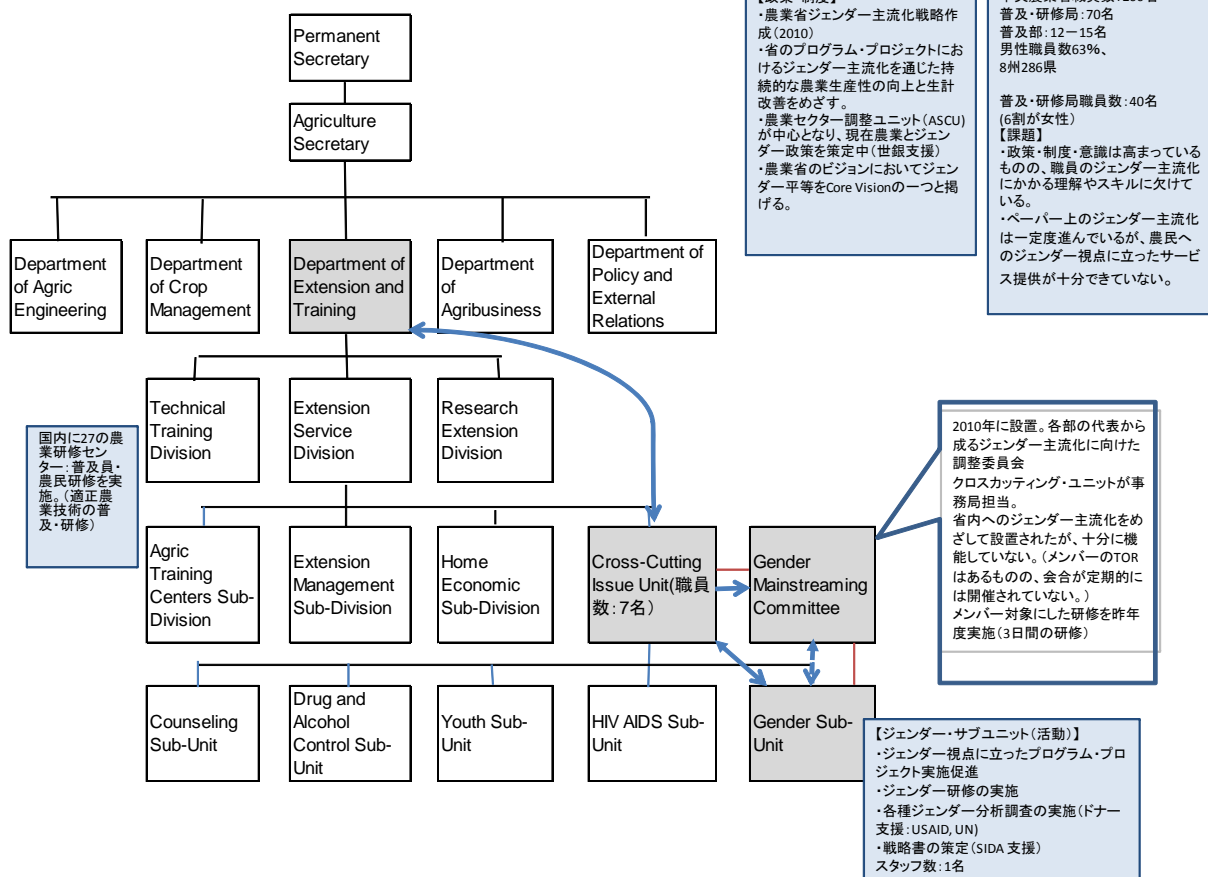 【政策・制度】
・農業省ジェンダー主流化戦略作
成(2010)
・省のプログラム・プロジェクトにお
けるジェンダー主流化を通じた持
続的な農業生産性の向上と生計
改善をめざす。
・農業セクター調整ユニット(ASCU)
が中心となり、現在農業とジェン
ダー政策を策定中(世銀支援)
・農業省のビジョンにおいてジェン
ダー平等をCore Visionの一つと掲
げる。
普及・研修局:70名
普及部:12－15名
男性職員数63%、
8州286県
普及・研修局職員数:40名
(6割が女性)
【課題】
・政策・制度・意識は高まっている
ものの、職員のジェンダー主流化
にかかる理解やスキルに欠けて
いる。
・ペーパー上のジェンダー主流化
は一定度進んでいるが、農民へ
のジェンダー視点に立ったサービ
ス提供が十分できていない。
Permanent
Secretary
Agriculture
Secretary
Department
of Agric
Engineering
Department
of Crop
Management
Department of
Extension and
Training
Department
of
Agribusiness
Department of
Policy and
External
Relations
Technical
Training
Division
Extension
Service
Division
Research
Extension
Division
国内に27の農
業研修セン
ター:普及員・
農民研修を実
施。(適正農
業技術の普
及・研修)
2010年に設置。各部の代表から
成るジェンダー主流化に向けた
調整委員会
クロスカッティング・ユニットが事
務局担当。
省内へのジェンダー主流化をめ
ざして設置されたが、十分に機
能していない。(メンバーのTOR
はあるものの、会合が定期的に
は開催されていない。)
メンバー対象にした研修を昨年
度実施(3日間の研修)
Agric
Training
Centers Sub-
Division
Extension
Management
Sub-Division
Home
Economic
Sub-Division
Cross-Cutting
Issue Unit(職員
数:7名)
Gender
Mainstreaming
Committee
Counseling
Sub-Unit
Drug and
Alcohol
Control Sub-
Unit
Youth Sub-
Unit
HIV AIDS Sub-
Unit
Gender Sub-
Unit
【ジェンダー・サブユニット(活動)】
・ジェンダー視点に立ったプログラム・プロ
ジェクト実施促進
・ジェンダー研修の実施
・各種ジェンダー分析調査の実施(ドナー
支援:USAID, UN)
・戦略書の策定(SIDA 支援)
スタッフ数:1名